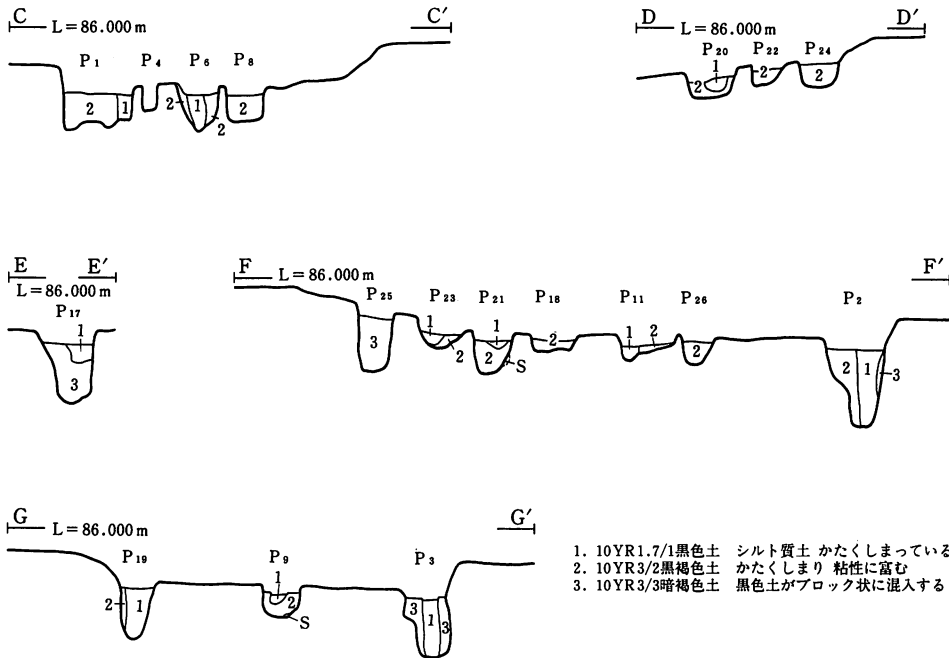 C C′
L=86.000m
P1 P4 P6 P8
2 1 2 1 2 2
D D′
L=86.000m
P20 P22 P24
1
2 2 2
E E′
L=86.000m
P17
1
3
F F′
L=86.000m
P25 P23 P21 P18 P11 P26 P2
3 1 2 1 2 S 2 1 2 2 2 1 3
G G′
L=86.000m
P19 P9 P3
2 1 1 2 S 3 1 3
1. 10YR1.7/1黒色土 シルト質土 かたくしまっている
2. 10YR3/2黒褐色土 かたくしまり 粘性に富む
3. 10YR3/3暗褐色土 黒色土がブロック状に混入する